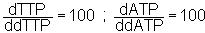 dTTP/ddTTP = 100 ; dATP/ddATP = 100